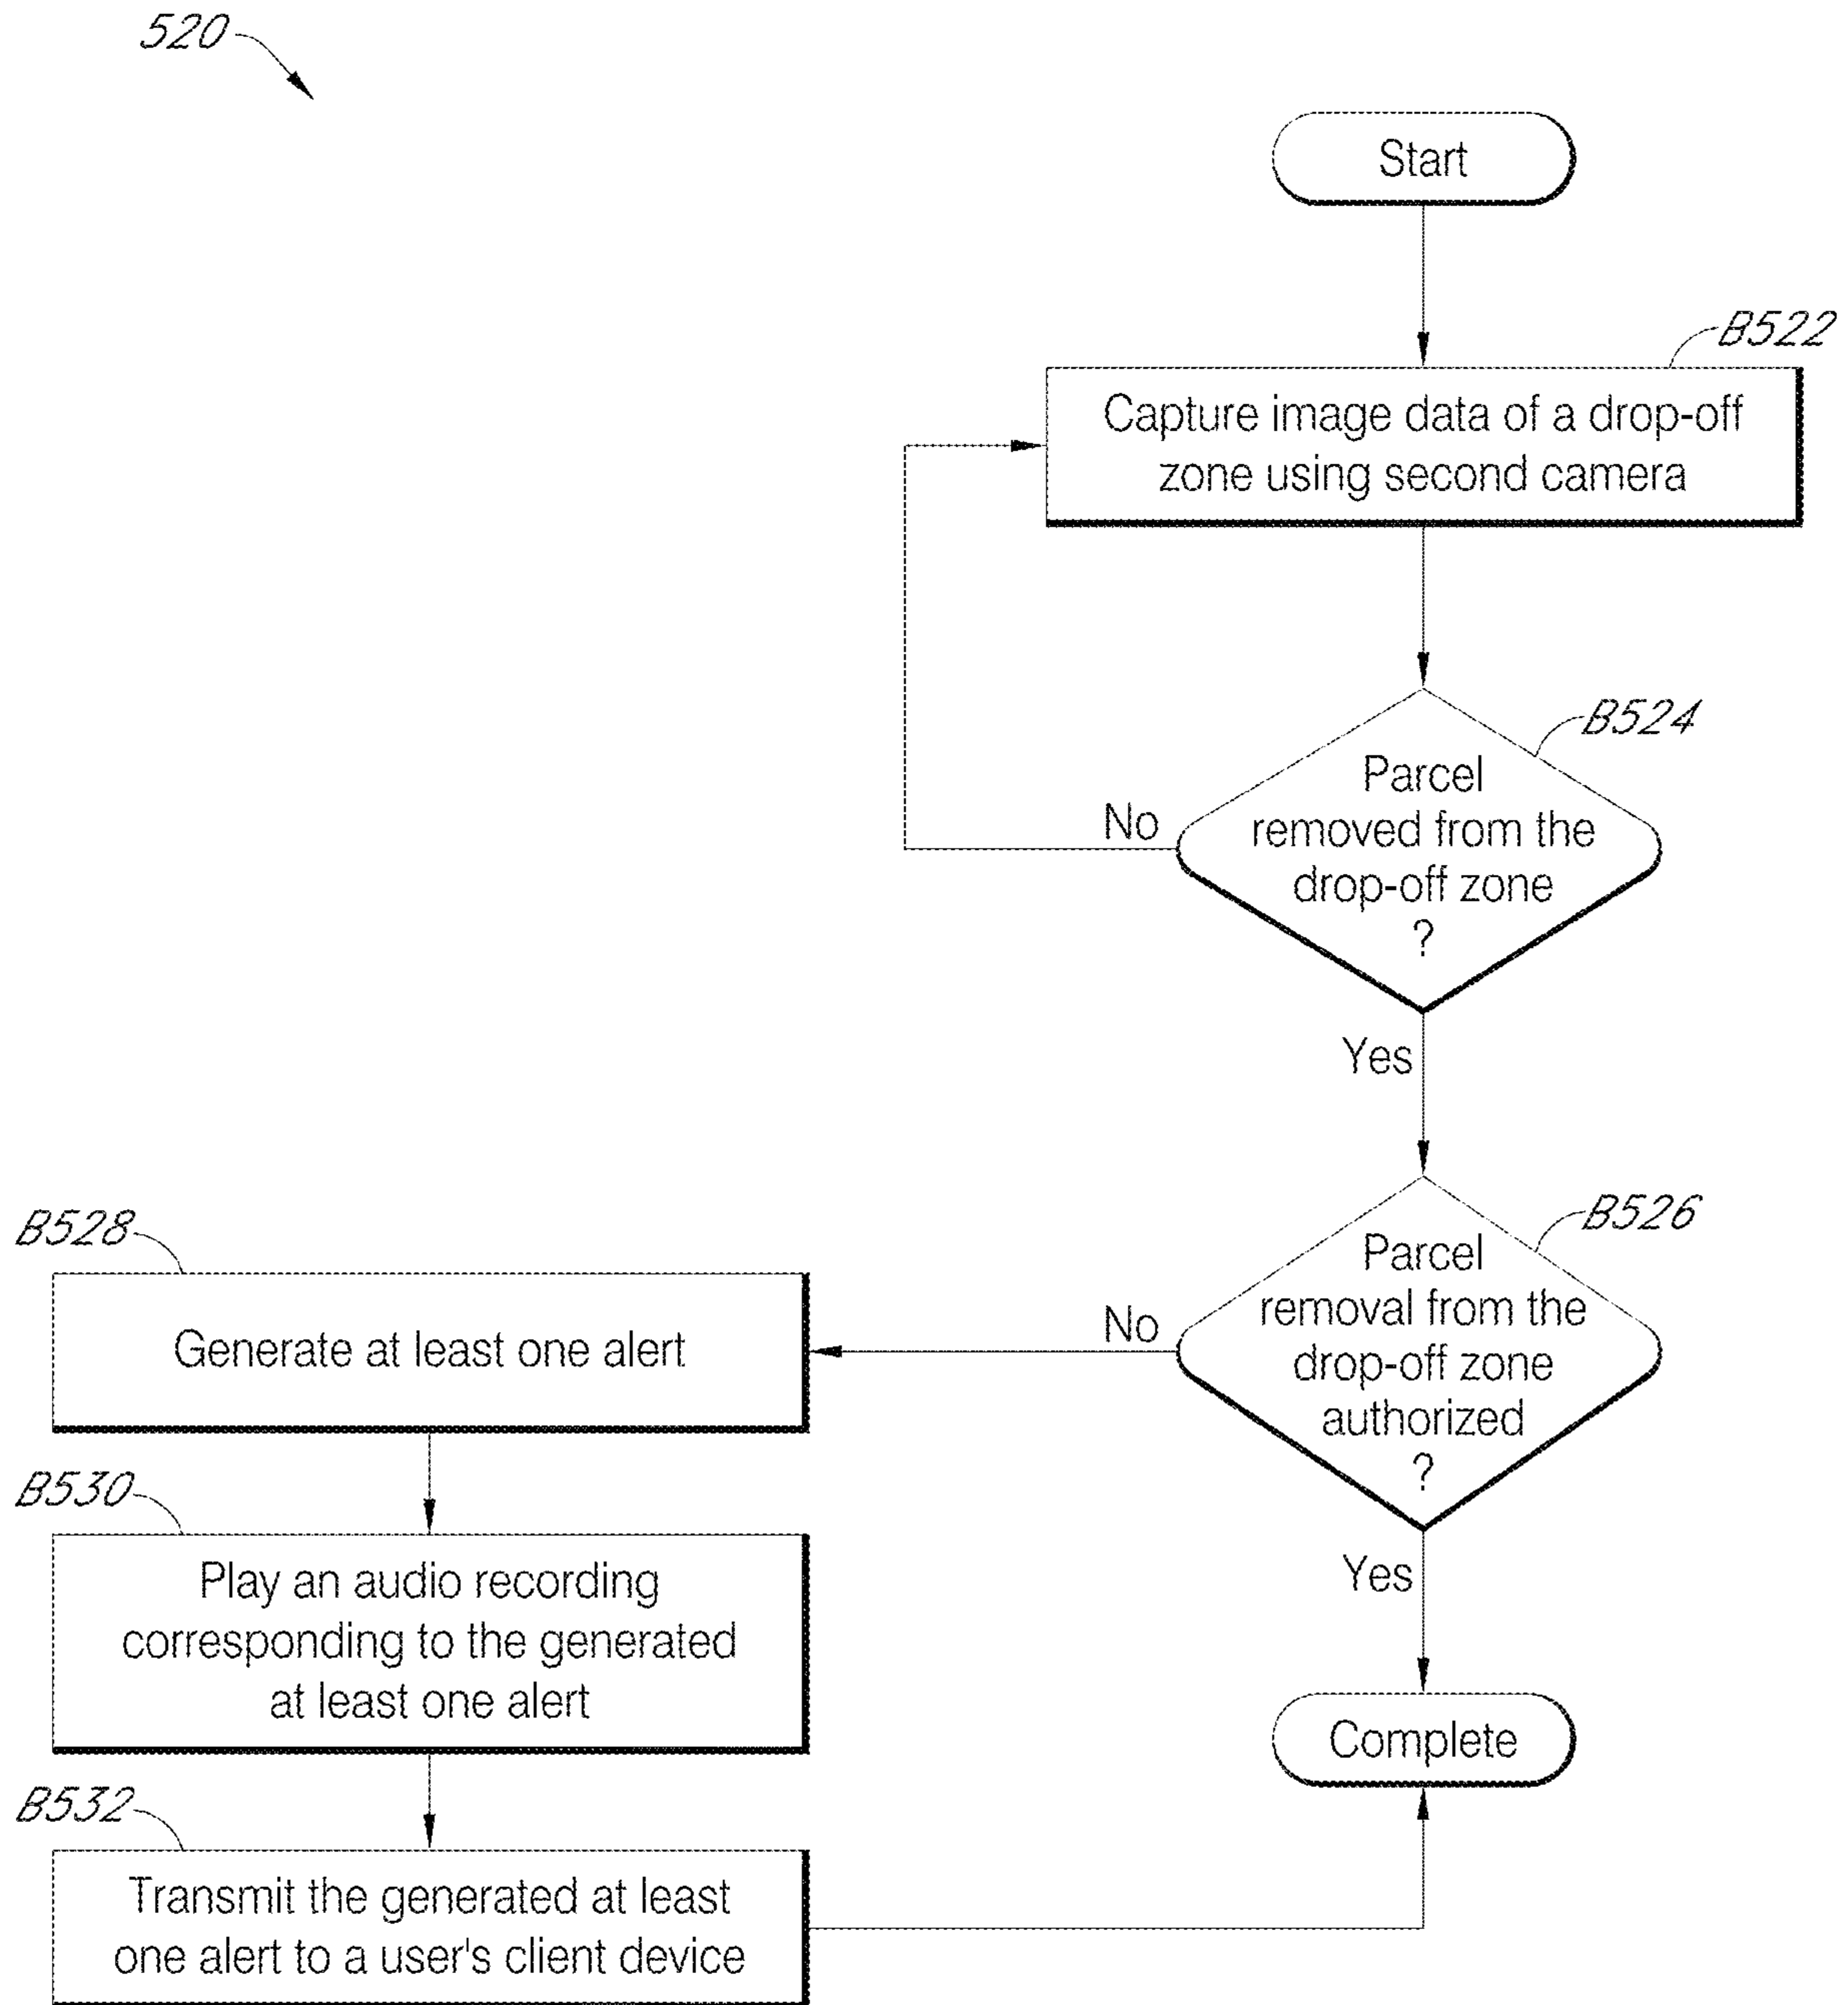 520
Start
B522
Capture image data of a drop-off
zone using second camera
B524
Parcel
removed from the
drop-off zone
?
No
Yes
B526
Parcel
removal from the
drop-off zone
authorized
?
No
Yes
B528
Generate at least one alert
B530
Play an audio recording
corresponding to the generated
at least one alert
B532
Transmit the generated at least
one alert to a user's client device
Complete